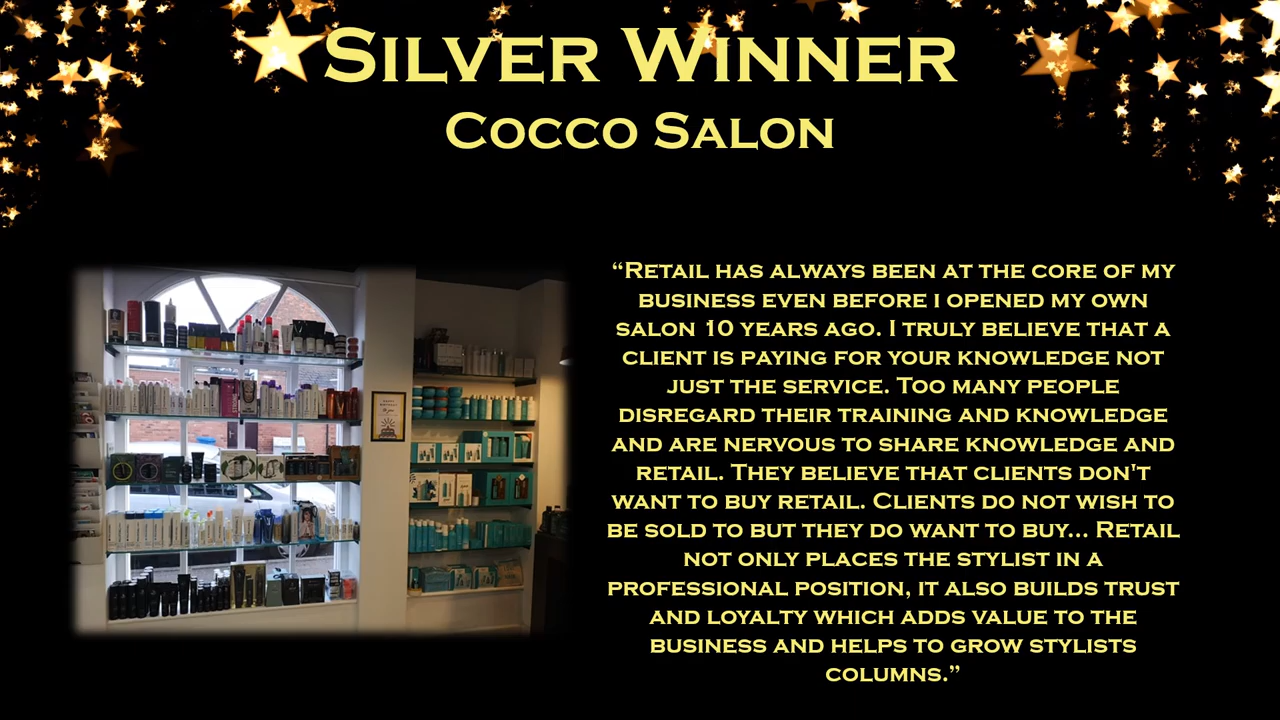 Silver Winner
Cocco Salon
“Retail has always been at the core of my
business even before I opened my own
salon 10 years ago. I truly believe that a
client is paying for your knowledge not
just the service. Too many people
disregard their training and knowledge
and are nervous to share knowledge and
retail. They believe that clients don't
want to buy retail. Clients do not wish to
be sold to but they do want to buy... Retail
not only places the stylist in a
professional position, it also builds trust
and loyalty which adds value to the
business and helps to grow stylists
columns.”